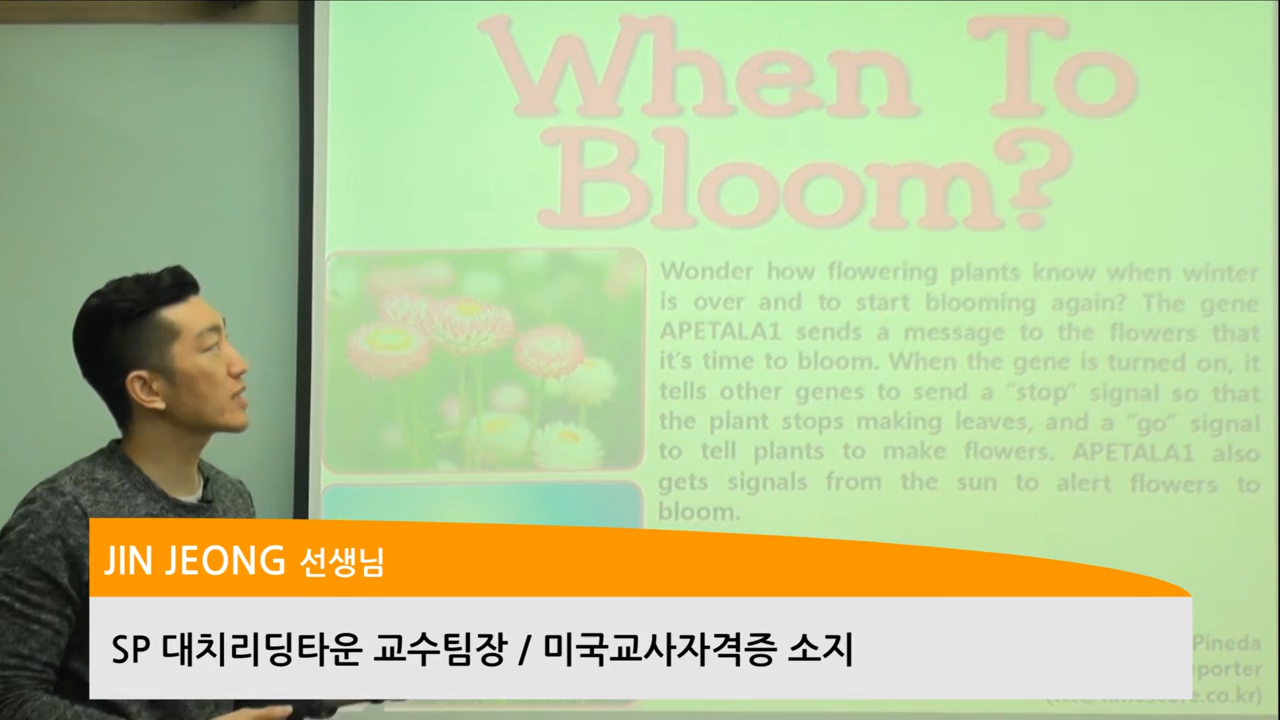 When To
Bloom?
Wonder how flowering plants know when winter
is over and to start blooming again? The gene
APETALA1 sends a message to the flowers that
it's time to bloom. When the gene is turned on, it
tells other genes to send a "stop" signal so that
the plant stops making leaves, and a "go" signal
to tell plants to make flowers. APETALA1 also
gets signals from the sun to alert flowers to
bloom.
JIN JEONG 선생님
SP 대치리딩타운 교수팀장 / 미국교사자격증 소지
Pineda